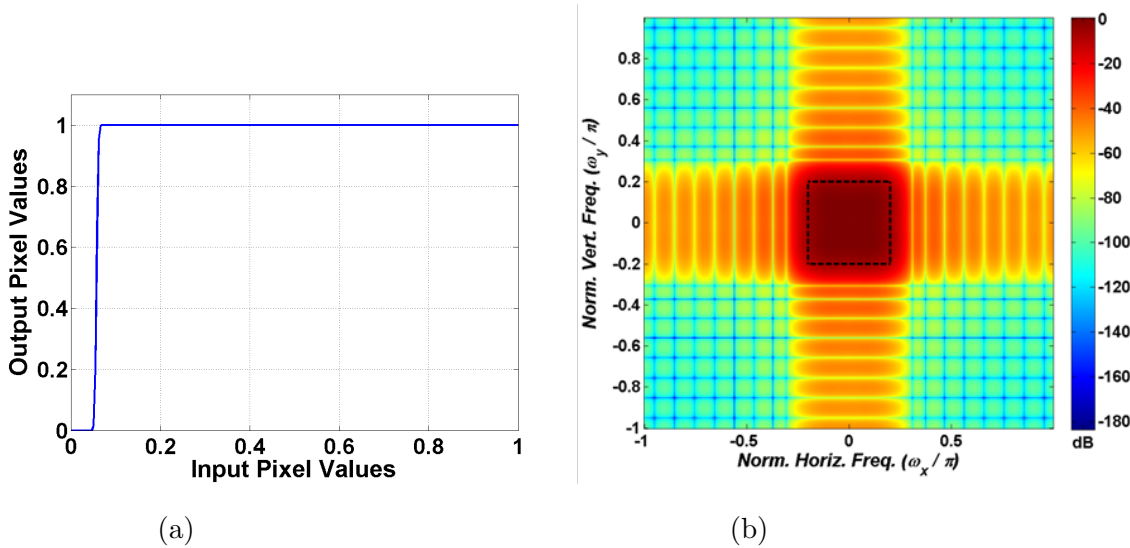 1
0.8
0.6
0.4
0.2
0
0 0.2 0.4 0.6 0.8 1
Output Pixel Values
Input Pixel Values
(a)
0.8
0.6
0.4
0.2
0
-0.2
-0.4
-0.6
-0.8
-1
-1 -0.5 0 0.5
Norm. Vert. Freq. (ω_y / π)
Norm. Horiz. Freq. (ω_x / π)
0
-20
-40
-60
-80
-100
-120
-140
-160
-180
dB
(b)